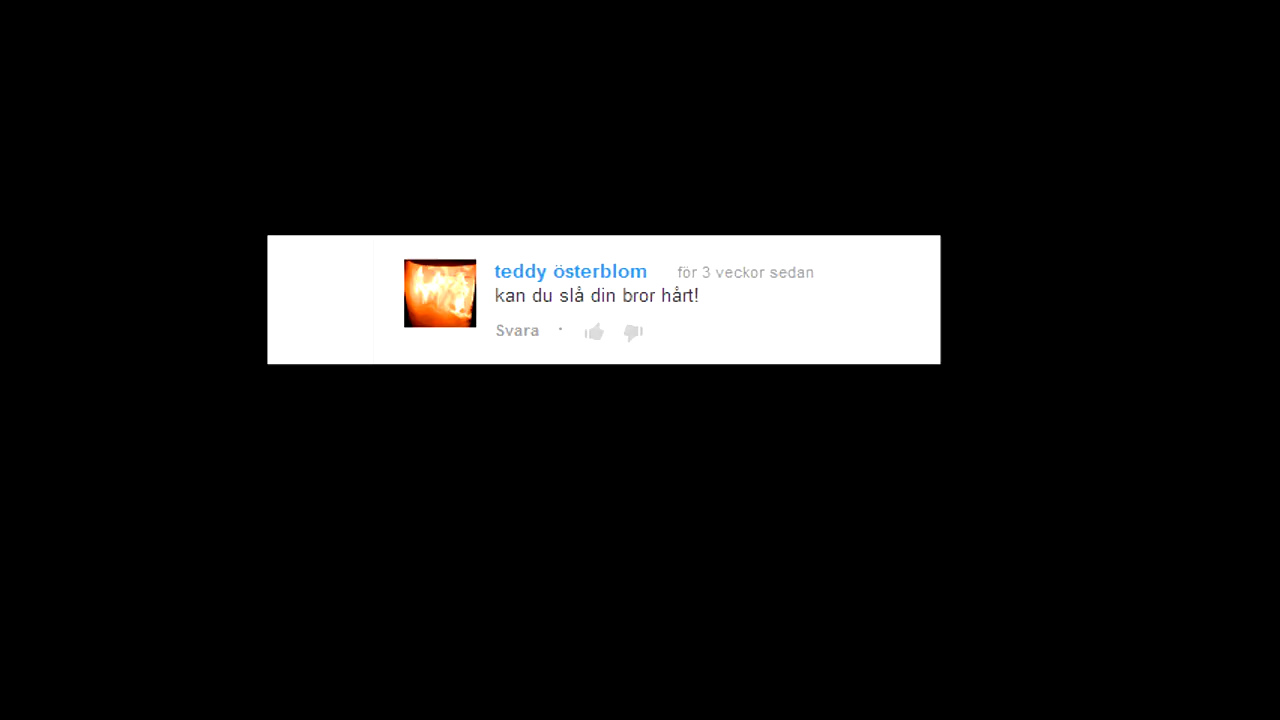 teddy österblom för 3 veckor sedan
kan du slå din bror hårt!
Svara ·